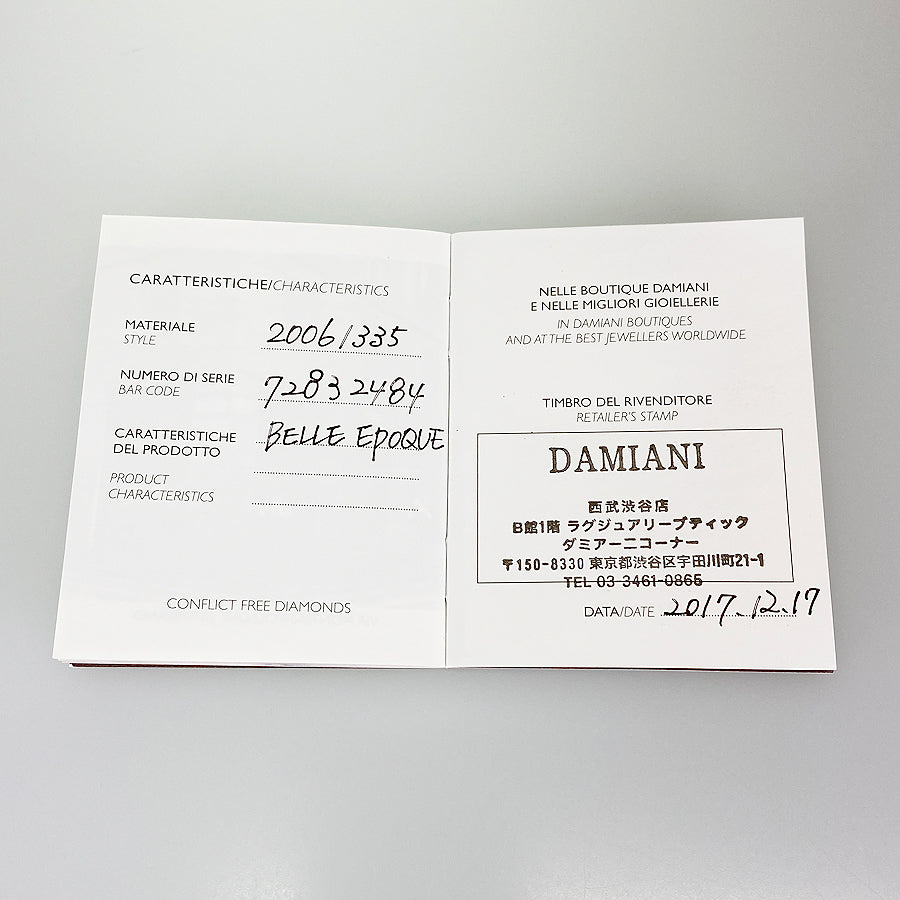 CARATTERISTICHE/CHARACTERISTICS
MATERIALE
STYLE
20061335
NUMERO DI SERIE
BAR CODE
72832484
CARATTERISTICHE
DEL PRODOTTO
BELLE EPOQUE
PRODUCT
CHARACTERISTICS
CONFLICT FREE DIAMONDS
NELLE BOUTIQUE DAMIANI
E NELLE MIGLIORI GIOIELLERIE
IN DAMIANI BOUTIQUES
AND AT THE BEST JEWELLERS WORLDWIDE
TIMBRO DEL RIVENDITORE
RETAILER'S STAMP
DAMIANI
西武渋谷店
B館1階 ラグジュアリーブティック
ダミアーニコーナー
〒150-8330 東京都渋谷区宇田川町21-1
TEL 03-3461-0865
DATA/DATE 2017.12.17